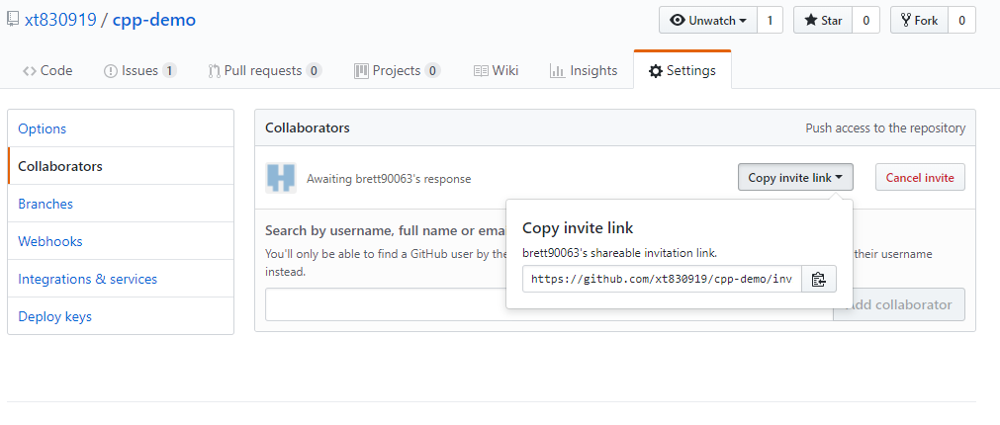 xt830919 / cpp-demo
Unwatch 1 Star 0 Fork 0
Code Issues 1 Pull requests 0 Projects 0 Wiki Insights Settings
Options
Collaborators
Branches
Webhooks
Integrations & services
Deploy keys
Collaborators Push access to the repository
Awaiting brett90063's response Copy invite link Cancel invite
Search by username, full name or ema
You'll only be able to find a GitHub user by the their username
instead.
Add collaborator
Copy invite link
brett90063's shareable invitation link.
https://github.com/xt830919/cpp-demo/inv